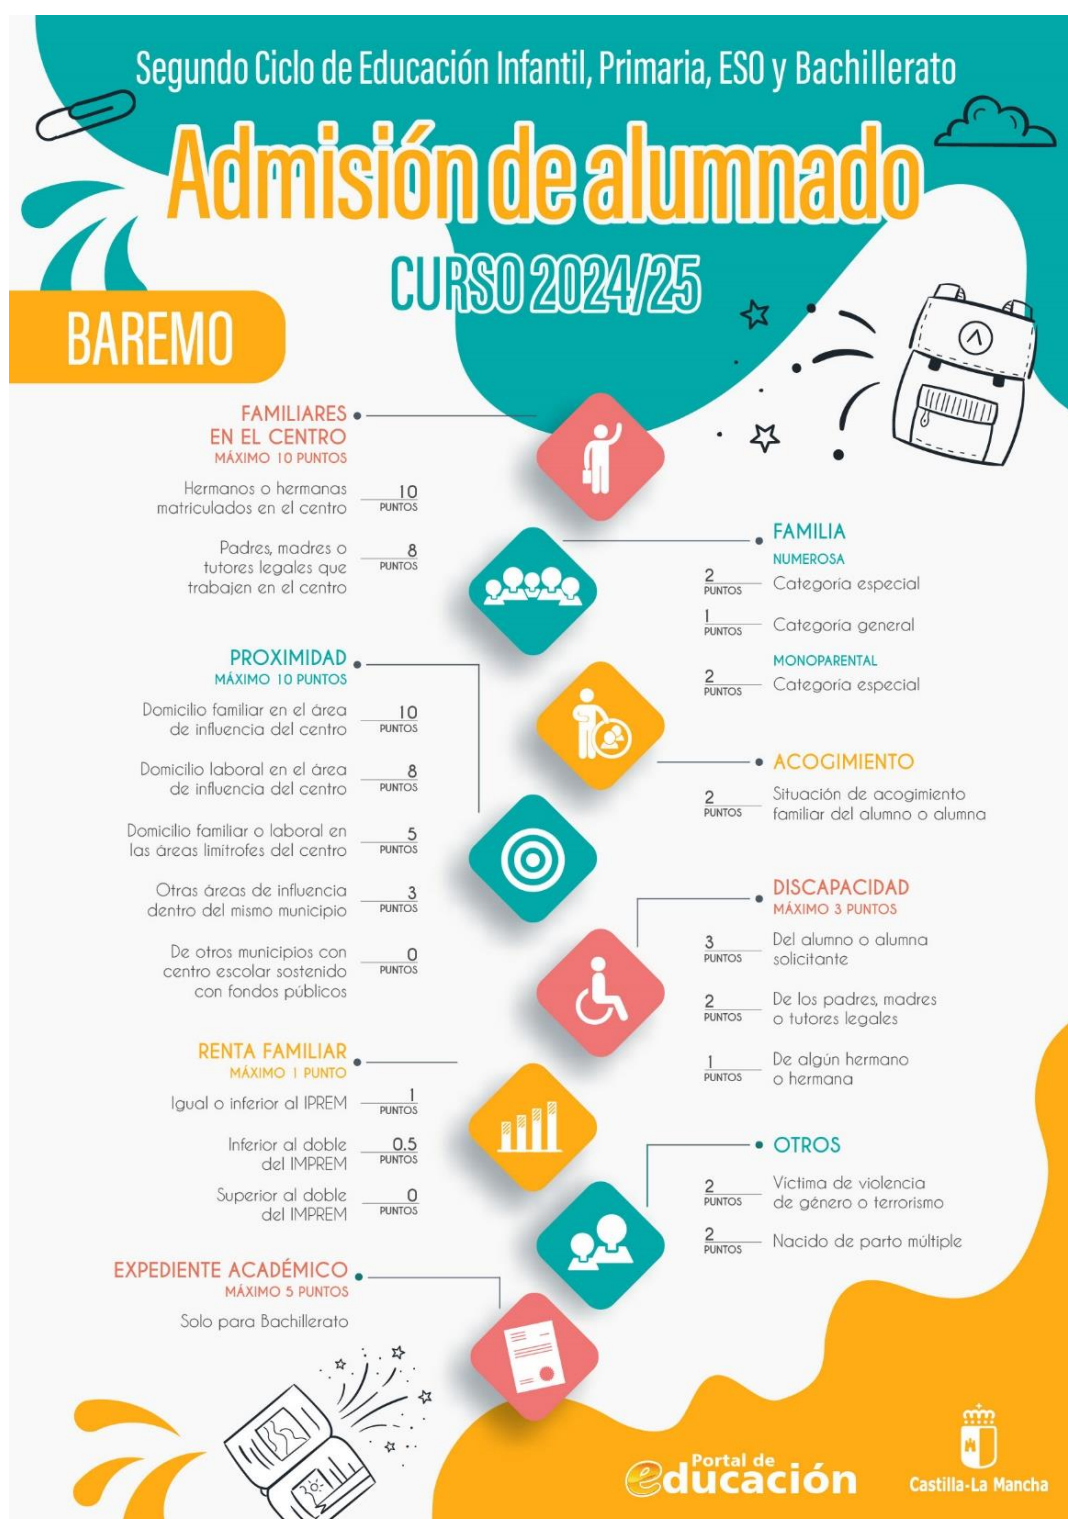 Segundo Ciclo de Educación Infantil, Primaria, ESO y Bachillerato
Admisión de alumnado
CURSO 2024/25
BAREMO
FAMILIARES
EN EL CENTRO
MÁXIMO 10 PUNTOS
Hermanos o hermanas
matriculados en el centro
10
PUNTOS
Padres, madres o
tutores legales que
trabajen en el centro
8
PUNTOS
FAMILIA
NUMEROSA
2
PUNTOS
Categoría especial
1
PUNTOS
Categoría general
MONOPARENTAL
2
PUNTOS
Categoría especial
PROXIMIDAD
MÁXIMO 10 PUNTOS
Domicilio familiar en el área
de influencia del centro
10
PUNTOS
Domicilio laboral en el área
de influencia del centro
8
PUNTOS
Domicilio familiar o laboral en
las áreas limítrofes del centro
5
PUNTOS
Otras áreas de influencia
dentro del mismo municipio
3
PUNTOS
De otros municipios con
centro escolar sostenido
con fondos públicos
0
PUNTOS
ACOGIMIENTO
2
PUNTOS
Situación de acogimiento
familiar del alumno o alumna
DISCAPACIDAD
MÁXIMO 3 PUNTOS
3
PUNTOS
Del alumno o alumna
solicitante
2
PUNTOS
De los padres, madres
o tutores legales
1
PUNTOS
De algún hermano
o hermana
RENTA FAMILIAR
MÁXIMO 1 PUNTO
Igual o inferior al IPREM
1
PUNTOS
Inferior al doble
del IMPREM
0.5
PUNTOS
Superior al doble
del IMPREM
0
PUNTOS
OTROS
2
PUNTOS
Víctima de violencia
de género o terrorismo
2
PUNTOS
Nacido de parto múltiple
EXPEDIENTE ACADÉMICO
MÁXIMO 5 PUNTOS
Solo para Bachillerato
Portal de
educación
Castilla-La Mancha